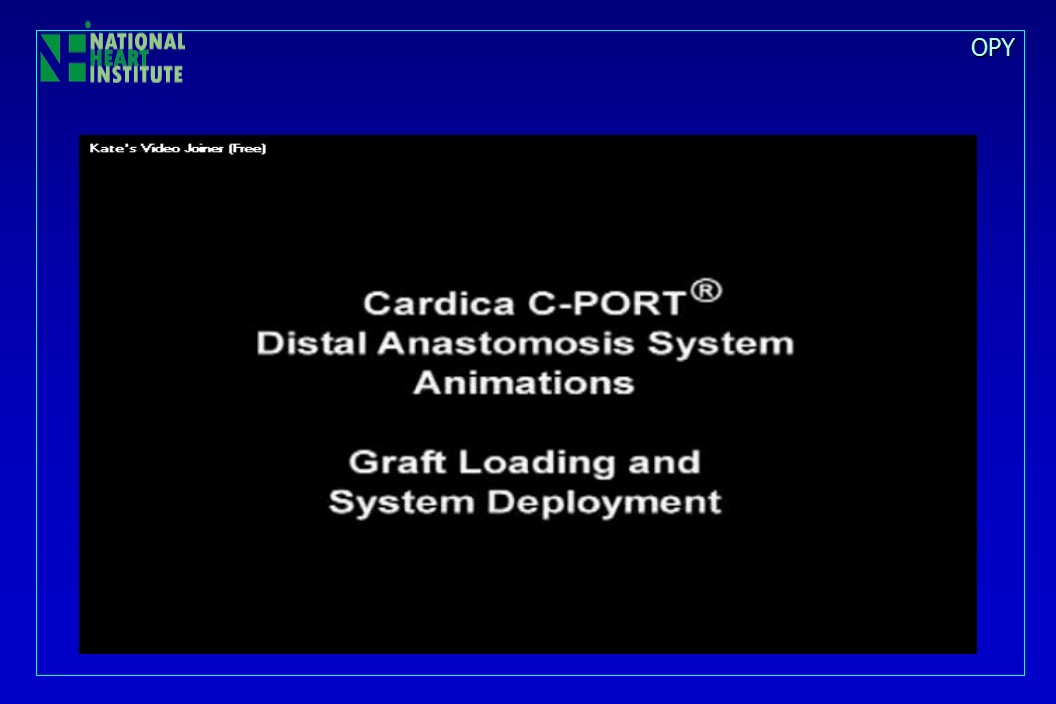 NATIONAL
HEART
INSTITUTE
OPY
Kate's Video Joiner (Free)
Cardica C-PORT®
Distal Anastomosis System
Animations
Graft Loading and
System Deployment